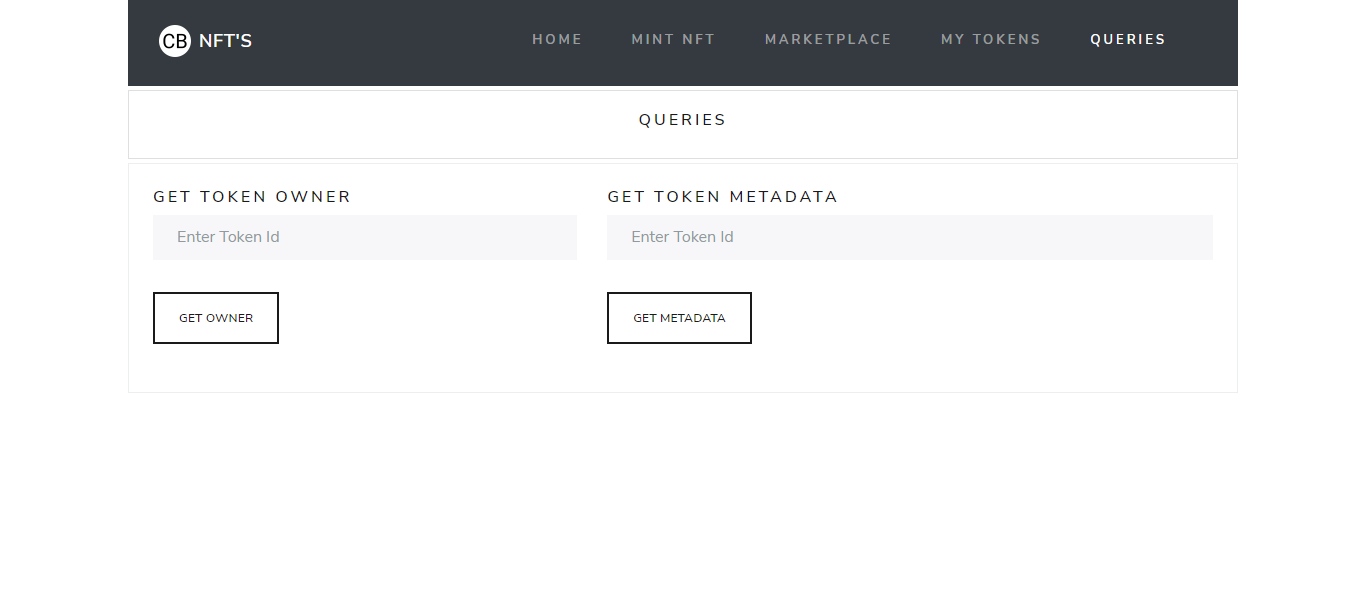 CB NFT'S HOME MINT NFT MARKETPLACE MY TOKENS QUERIES
QUERIES
GET TOKEN OWNER
Enter Token Id
GET OWNER
GET TOKEN METADATA
Enter Token Id
GET METADATA